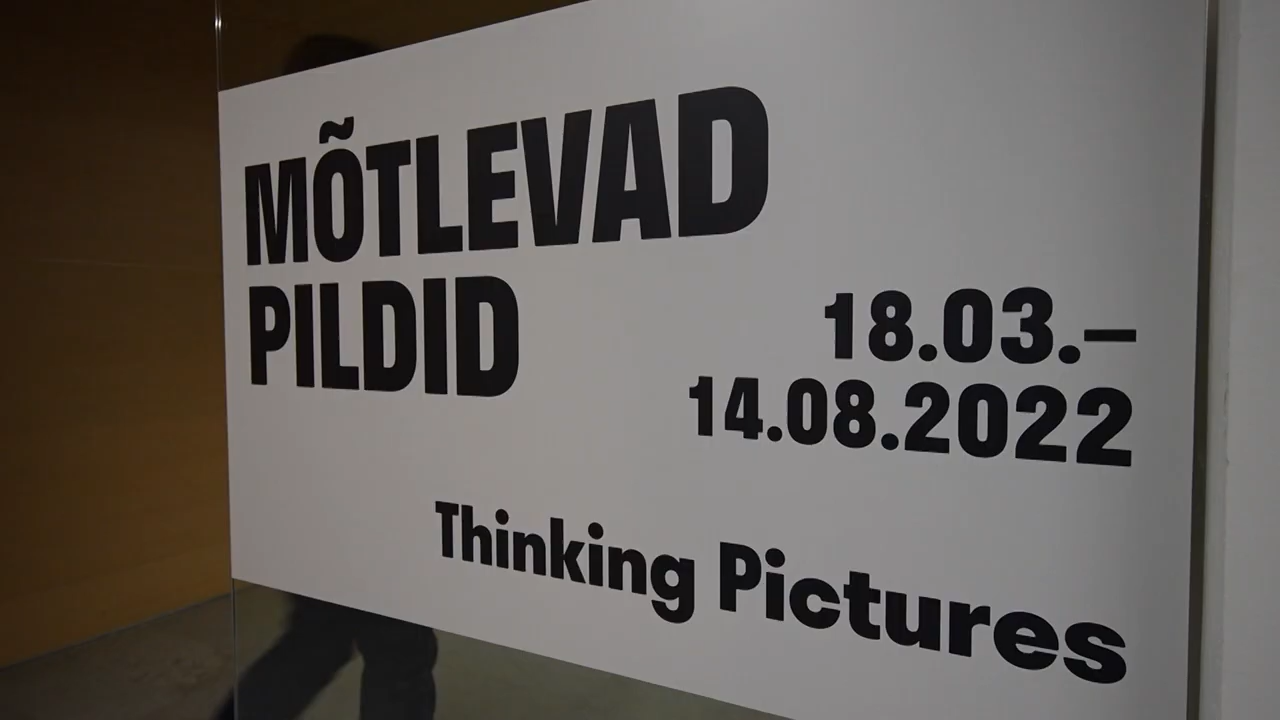 MÕTLEVAD
PILDID
18.03.–
14.08.2022
Thinking Pictures